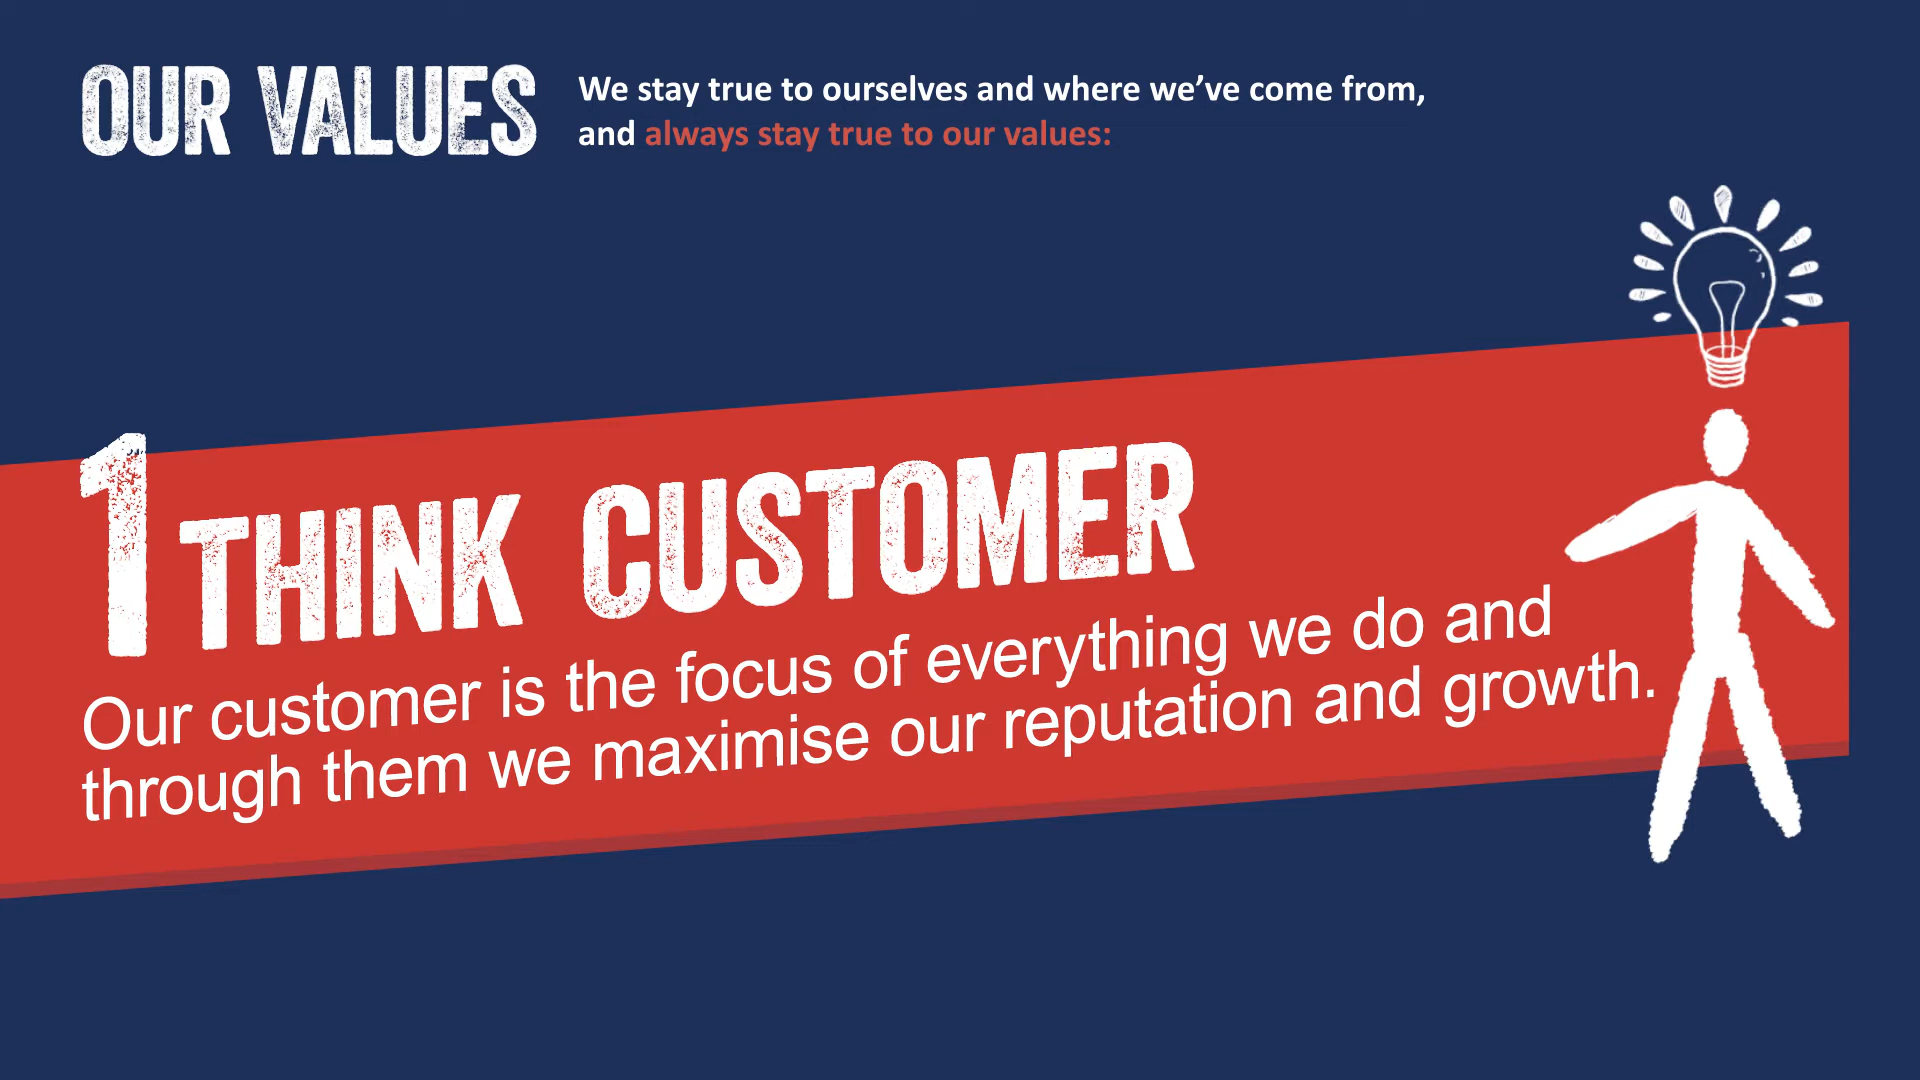 OUR VALUES
We stay true to ourselves and where we’ve come from,
and always stay true to our values:
1 THINK CUSTOMER
Our customer is the focus of everything we do and
through them we maximise our reputation and growth.